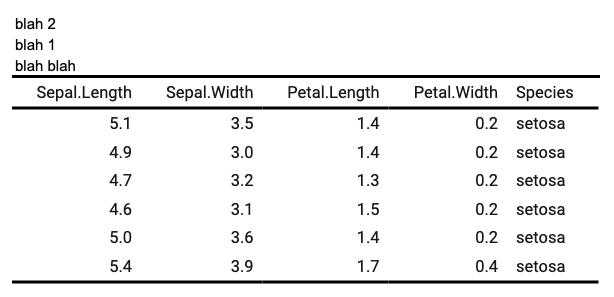 blah 2
blah 1
blah blah
Sepal.Length Sepal.Width Petal.Length Petal.Width Species
5.1 3.5 1.4 0.2 setosa
4.9 3.0 1.4 0.2 setosa
4.7 3.2 1.3 0.2 setosa
4.6 3.1 1.5 0.2 setosa
5.0 3.6 1.4 0.2 setosa
5.4 3.9 1.7 0.4 setosa